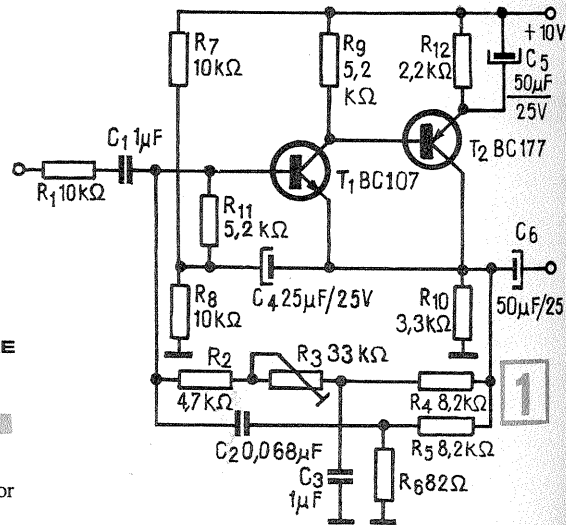 R7
10kΩ
R9
5,2
kΩ
R12
2,2kΩ
+10V
C5
50μF
25V
C1 1μF
R1 10kΩ
T1 BC107
T2 BC177
R11
5,2 kΩ
C6
50μF/25
R8
10kΩ
C4 25μF/25V
R10
3,3kΩ
E
R2
4,7 kΩ
R3 33 kΩ
R4 8,2kΩ
1
C2 0,068μF
R5 8,2kΩ
C3
1μF
R6 82Ω
or